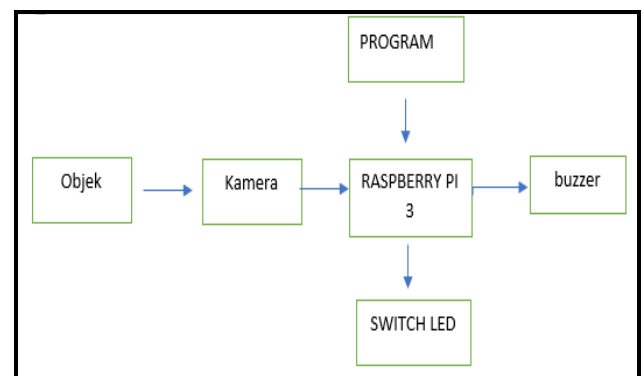 PROGRAM
Objek
Kamera
RASPBERRY PI
3
buzzer
SWITCH LED